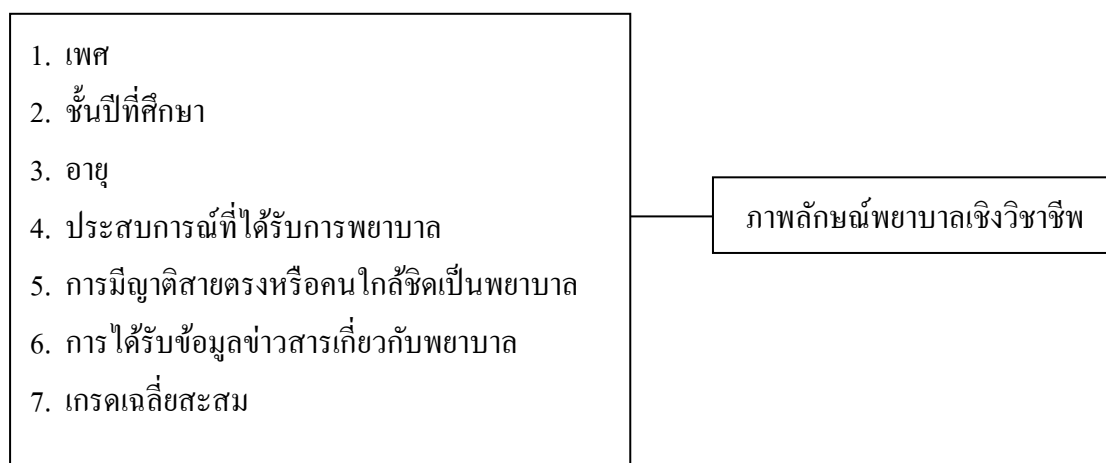 1. เพศ
2. ชั้นปีที่ศึกษา
3. อายุ
4. ประสบการณ์ที่ได้รับการพยาบาล
5. การมีญาติสายตรงหรือคนใกล้ชิดเป็นพยาบาล
6. การได้รับข้อมูลข่าวสารเกี่ยวกับพยาบาล
7. เกรดเฉลี่ยสะสม
ภาพลักษณ์พยาบาลเชิงวิชาชีพ